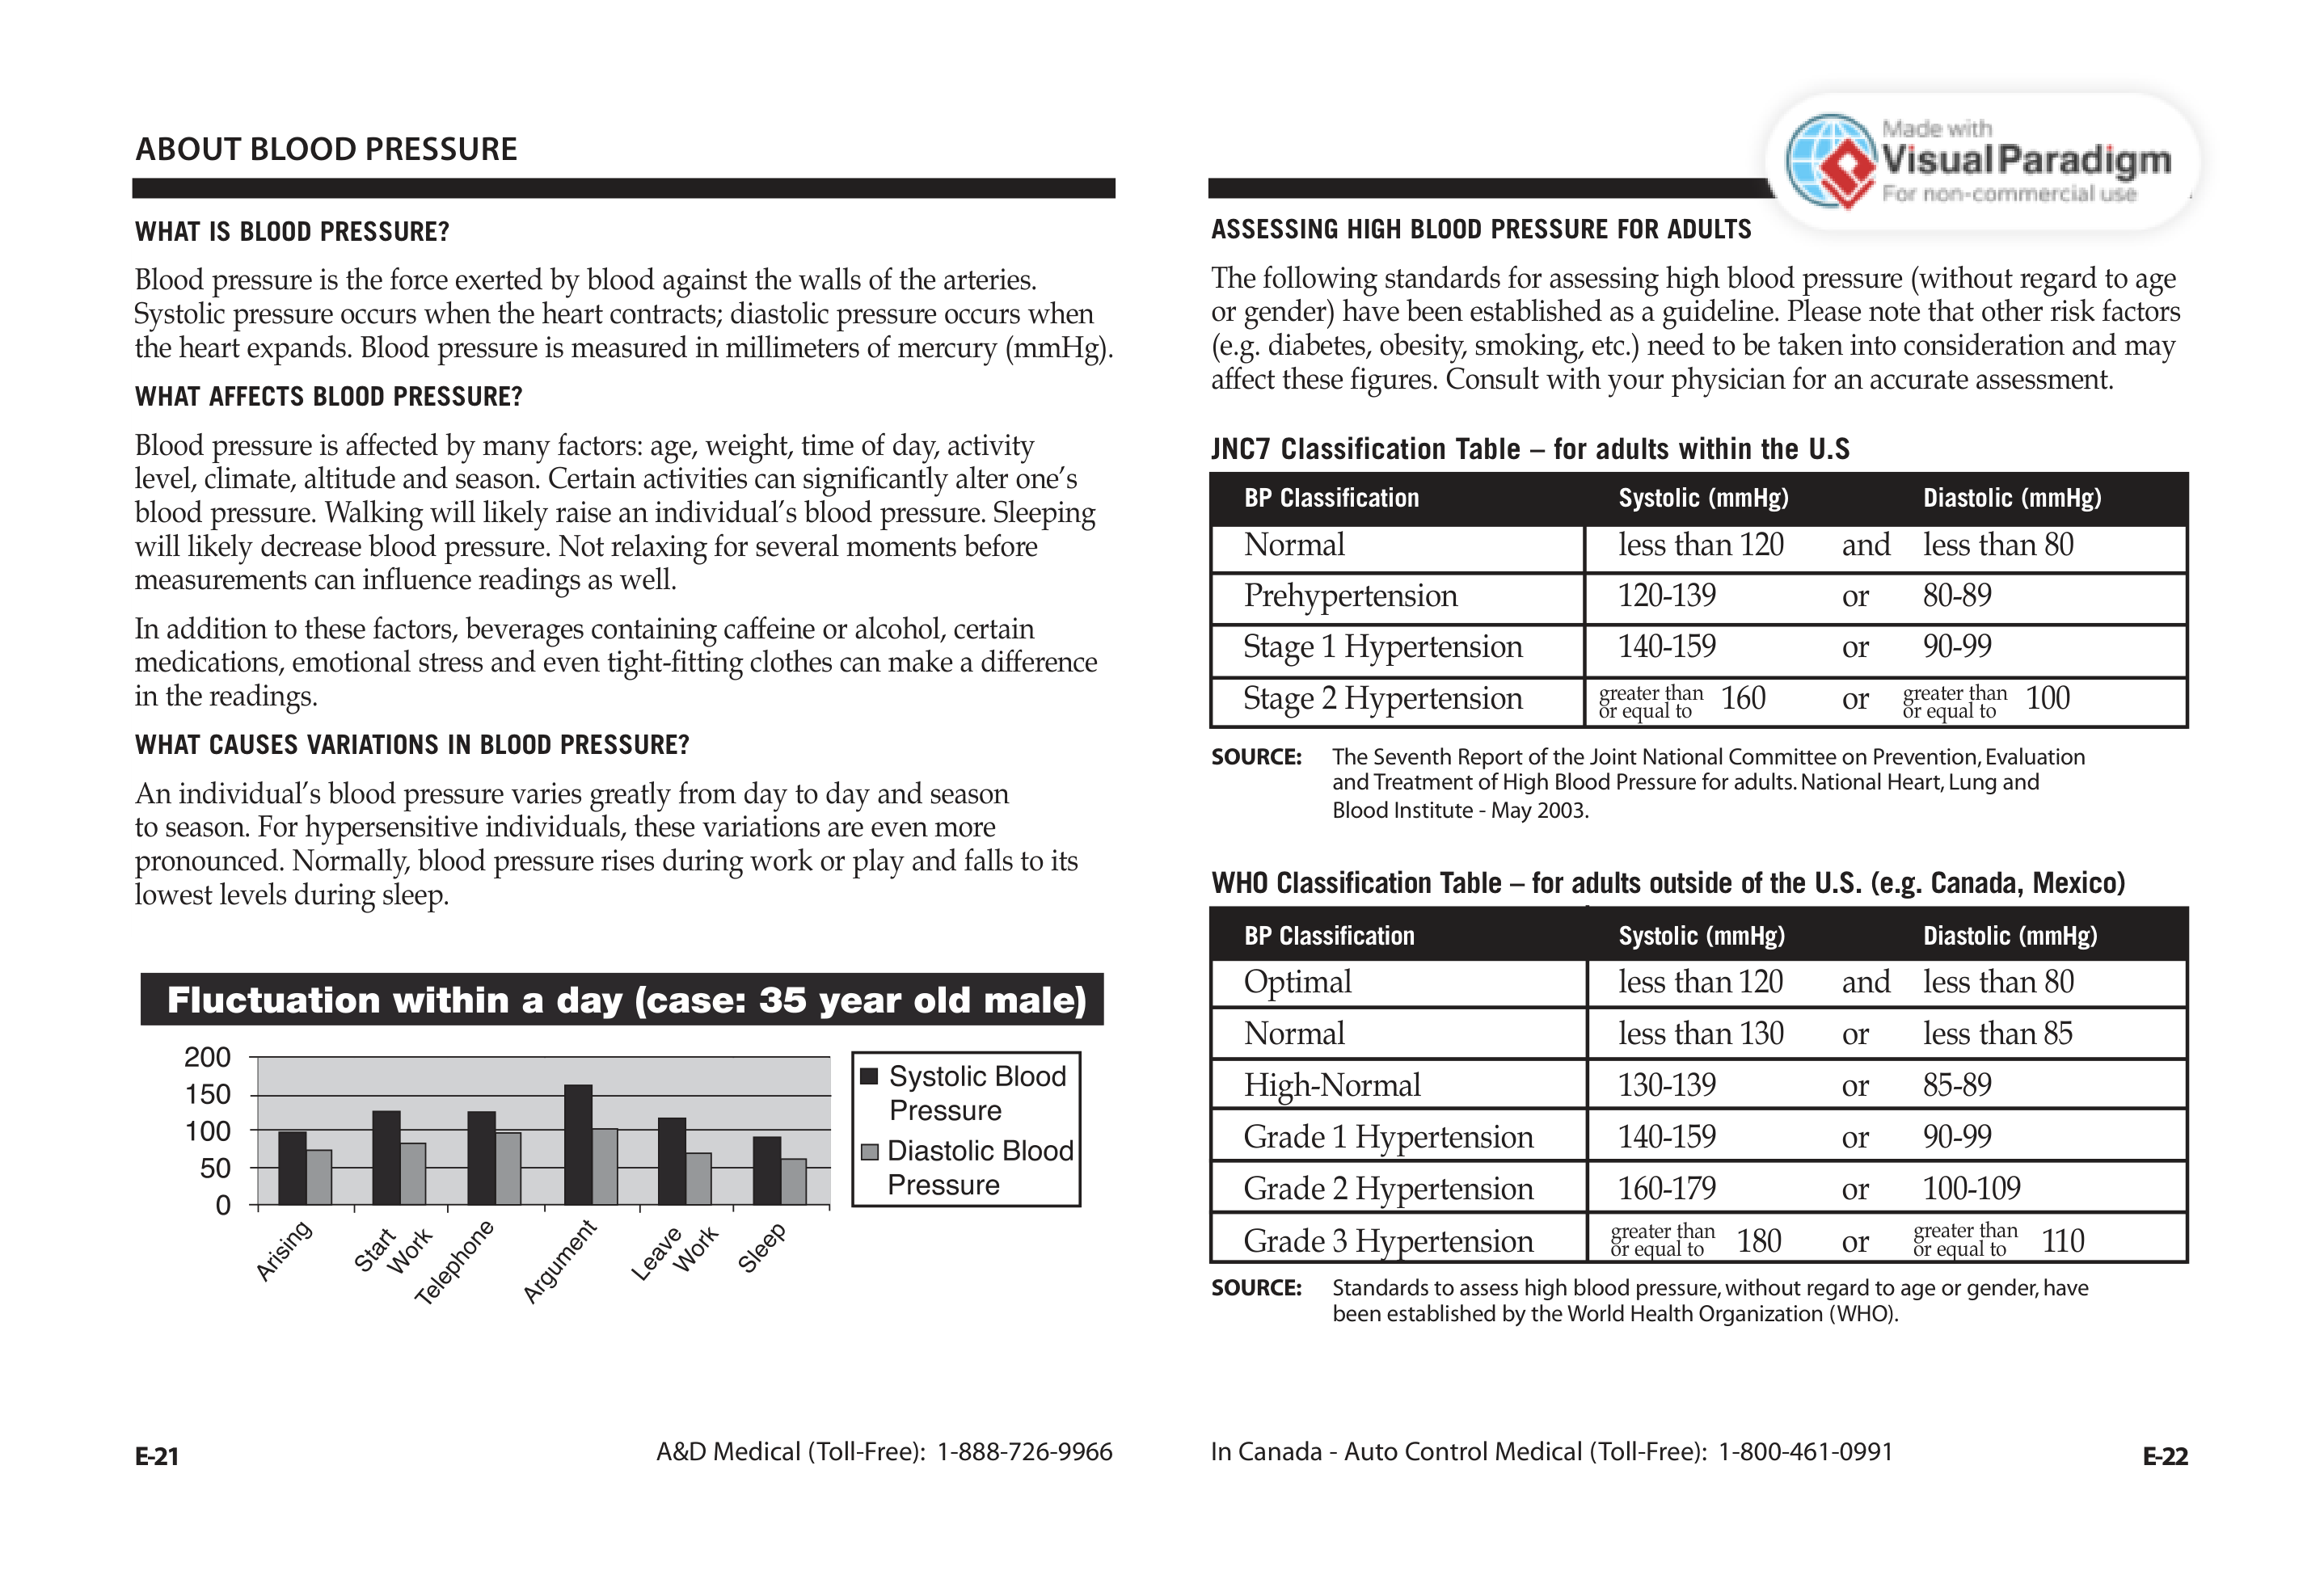 ABOUT BLOOD PRESSURE
WHAT IS BLOOD PRESSURE?
Blood pressure is the force exerted by blood against the walls of the arteries.
Systolic pressure occurs when the heart contracts; diastolic pressure occurs when
the heart expands. Blood pressure is measured in millimeters of mercury (mmHg).
WHAT AFFECTS BLOOD PRESSURE?
Blood pressure is affected by many factors: age, weight, time of day, activity
level, climate, altitude and season. Certain activities can significantly alter one’s
blood pressure. Walking will likely raise an individual’s blood pressure. Sleeping
will likely decrease blood pressure. Not relaxing for several moments before
measurements can influence readings as well.
In addition to these factors, beverages containing caffeine or alcohol, certain
medications, emotional stress and even tight-fitting clothes can make a difference
in the readings.
WHAT CAUSES VARIATIONS IN BLOOD PRESSURE?
An individual’s blood pressure varies greatly from day to day and season
to season. For hypersensitive individuals, these variations are even more
pronounced. Normally, blood pressure rises during work or play and falls to its
lowest levels during sleep.
Fluctuation within a day (case: 35 year old male)
200
150
100
50
0
Arising
Start
Work
Telephone
Argument
Leave
Work
Sleep
Systolic Blood
Pressure
Diastolic Blood
Pressure
E-21
A&D Medical (Toll-Free): 1-888-726-9966
Made with
Visual Paradigm
For non-commercial use
ASSESSING HIGH BLOOD PRESSURE FOR ADULTS
The following standards for assessing high blood pressure (without regard to age
or gender) have been established as a guideline. Please note that other risk factors
(e.g. diabetes, obesity, smoking, etc.) need to be taken into consideration and may
affect these figures. Consult with your physician for an accurate assessment.
JNC7 Classification Table – for adults within the U.S
BP Classification Systolic (mmHg) Diastolic (mmHg)
Normal less than 120 and less than 80
Prehypertension 120-139 or 80-89
Stage 1 Hypertension 140-159 or 90-99
Stage 2 Hypertension greater than or equal to 160 or greater than or equal to 100
SOURCE: The Seventh Report of the Joint National Committee on Prevention, Evaluation
and Treatment of High Blood Pressure for adults. National Heart, Lung and
Blood Institute - May 2003.
WHO Classification Table – for adults outside of the U.S. (e.g. Canada, Mexico)
BP Classification Systolic (mmHg) Diastolic (mmHg)
Optimal less than 120 and less than 80
Normal less than 130 or less than 85
High-Normal 130-139 or 85-89
Grade 1 Hypertension 140-159 or 90-99
Grade 2 Hypertension 160-179 or 100-109
Grade 3 Hypertension greater than or equal to 180 or greater than or equal to 110
SOURCE: Standards to assess high blood pressure, without regard to age or gender, have
been established by the World Health Organization (WHO).
In Canada - Auto Control Medical (Toll-Free): 1-800-461-0991
E-22